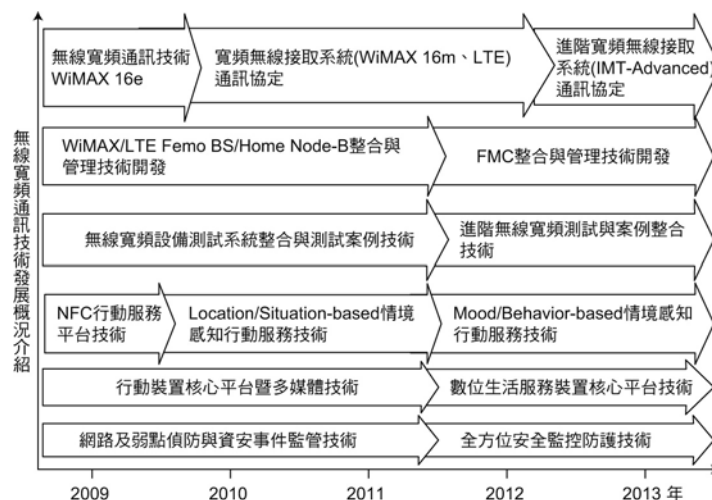 無線寬頻通訊技術發展概況介紹
無線寬頻通訊技術
WiMAX 16e
寬頻無線接取系統(WiMAX 16m、LTE)
通訊協定
進階寬頻無線接取
系統(IMT-Advanced)
通訊協定
WiMAX/LTE Femo BS/Home Node-B整合與
管理技術開發
FMC整合與管理技術開發
無線寬頻設備測試系統整合與測試案例技術
進階無線寬頻測試與案例整合
技術
NFC行動服務
平台技術
Location/Situation-based情境
感知行動服務技術
Mood/Behavior-based情境感知
行動服務技術
行動裝置核心平台暨多媒體技術
數位生活服務裝置核心平台技術
網路及弱點偵防與資安事件監管技術
全方位安全監控防護技術
2009 2010 2011 2012 2013 年